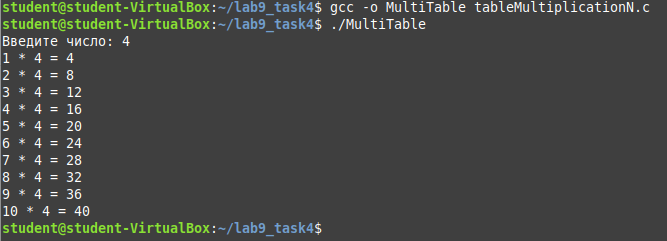 student@student-VirtualBox:~/lab9_task4$ gcc -o MultiTable tableMultiplicationN.c
student@student-VirtualBox:~/lab9_task4$ ./MultiTable
Введите число: 4
1 * 4 = 4
2 * 4 = 8
3 * 4 = 12
4 * 4 = 16
5 * 4 = 20
6 * 4 = 24
7 * 4 = 28
8 * 4 = 32
9 * 4 = 36
10 * 4 = 40
student@student-VirtualBox:~/lab9_task4$